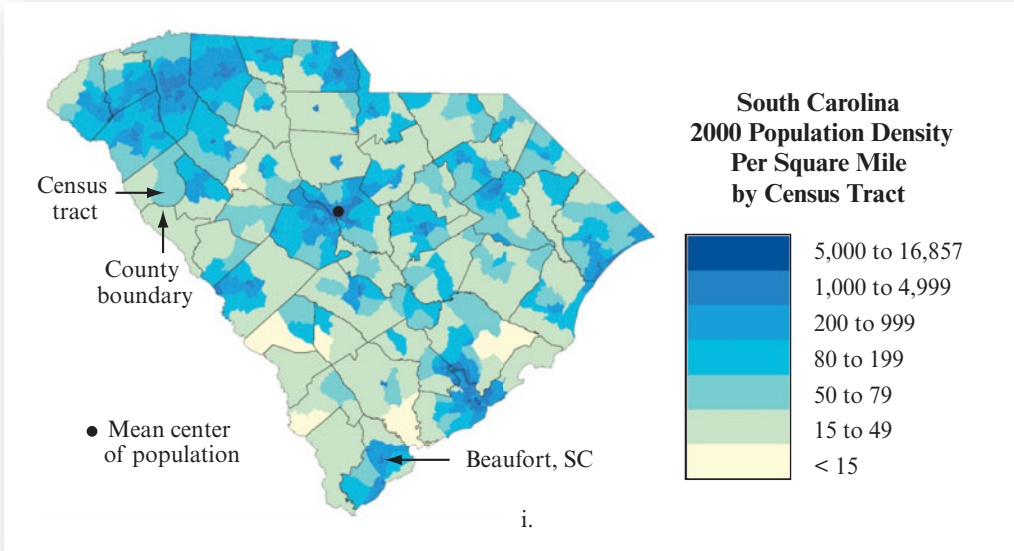 South Carolina
2000 Population Density
Per Square Mile
by Census Tract
5,000 to 16,857
1,000 to 4,999
200 to 999
80 to 199
50 to 79
15 to 49
< 15
Census
tract
County
boundary
Mean center
of population
Beaufort, SC
i.